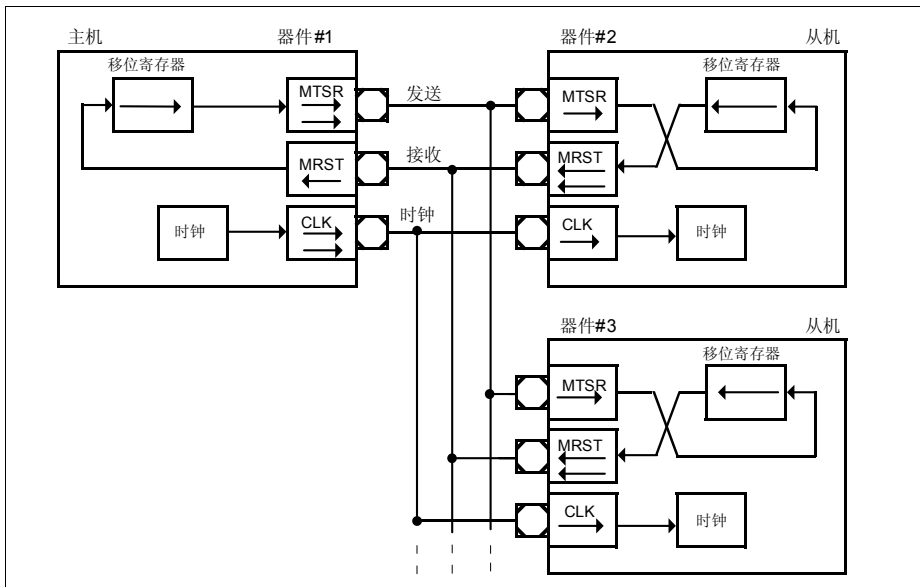 主机 器件#1
移位寄存器
MTSR
MRST
时钟
CLK
发送
接收
时钟
器件#2 从机
移位寄存器
MTSR
MRST
CLK
时钟
器件#3 从机
移位寄存器
MTSR
MRST
CLK
时钟